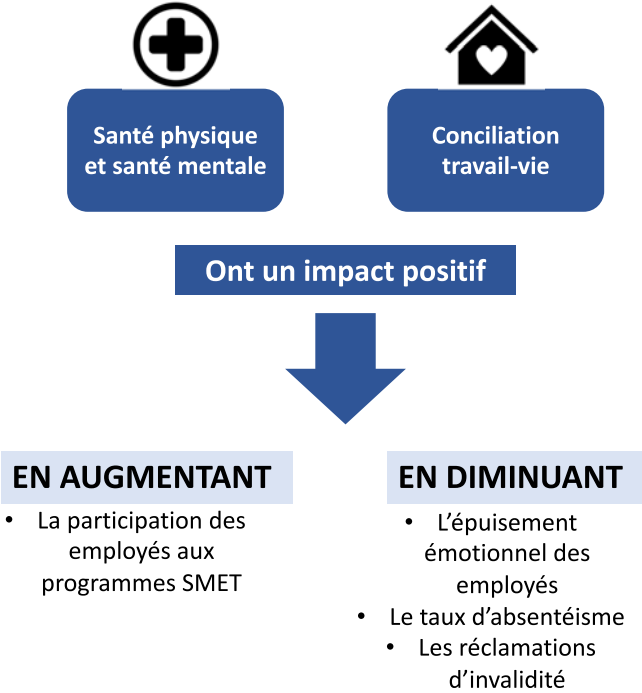 Santé physique
et santé mentale
Conciliation
travail-vie
Ont un impact positif
EN AUGMENTANT
• La participation des
employés aux
programmes SMET
EN DIMINUANT
• L’épuisement
émotionnel des
employés
• Le taux d’absentéisme
• Les réclamations
d’invalidité